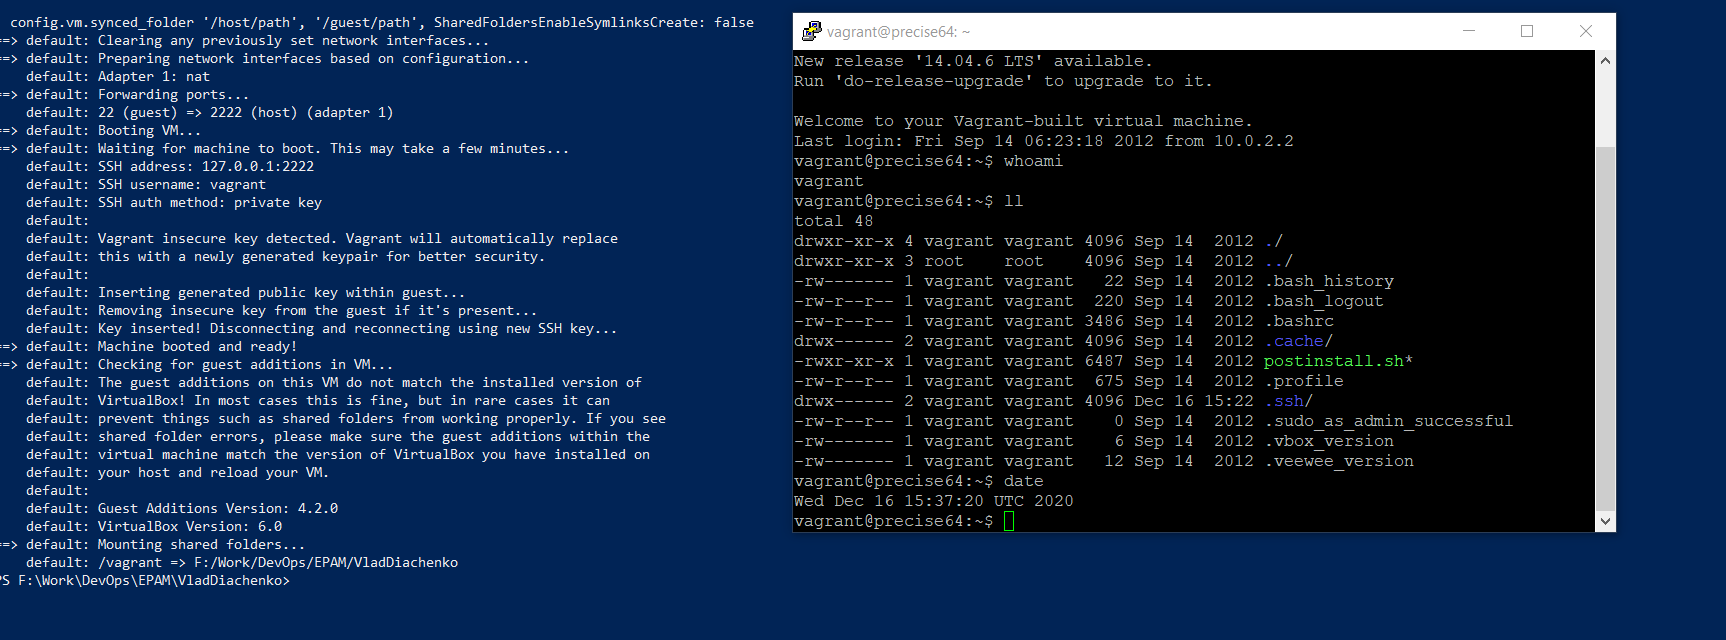 config.vm.synced_folder '/host/path', '/guest/path', SharedFoldersEnableSymlinksCreate: false
==> default: Clearing any previously set network interfaces...
==> default: Preparing network interfaces based on configuration...
default: Adapter 1: nat
==> default: Forwarding ports...
default: 22 (guest) => 2222 (host) (adapter 1)
==> default: Booting VM...
==> default: Waiting for machine to boot. This may take a few minutes...
default: SSH address: 127.0.0.1:2222
default: SSH username: vagrant
default: SSH auth method: private key
default:
default: Vagrant insecure key detected. Vagrant will automatically replace
default: this with a newly generated keypair for better security.
default:
default: Inserting generated public key within guest...
default: Removing insecure key from the guest if it's present...
default: Key inserted! Disconnecting and reconnecting using new SSH key...
==> default: Machine booted and ready!
==> default: Checking for guest additions in VM...
default: The guest additions on this VM do not match the installed version of
default: VirtualBox! In most cases this is fine, but in rare cases it can
default: prevent things such as shared folders from working properly. If you see
default: shared folder errors, please make sure the guest additions within the
default: virtual machine match the version of VirtualBox you have installed on
default: your host and reload your VM.
default:
default: Guest Additions Version: 4.2.0
default: VirtualBox Version: 6.0
==> default: Mounting shared folders...
default: /vagrant => F:/Work/DevOps/EPAM/VladDiachenko
PS F:\Work\DevOps\EPAM\VladDiachenko>
vagrant@precise64: ~
New release '14.04.6 LTS' available.
Run 'do-release-upgrade' to upgrade to it.
Welcome to your Vagrant-built virtual machine.
Last login: Fri Sep 14 06:23:18 2012 from 10.0.2.2
vagrant@precise64:~$ whoami
vagrant
vagrant@precise64:~$ ll
total 48
drwxr-xr-x 4 vagrant vagrant 4096 Sep 14  2012 ./
drwxr-xr-x 3 root    root    4096 Sep 14  2012 ../
-rw------- 1 vagrant vagrant   22 Sep 14  2012 .bash_history
-rw-r--r-- 1 vagrant vagrant  220 Sep 14  2012 .bash_logout
-rw-r--r-- 1 vagrant vagrant 3486 Sep 14  2012 .bashrc
drwx------ 2 vagrant vagrant 4096 Sep 14  2012 .cache/
-rwxr-xr-x 1 vagrant vagrant 6487 Sep 14  2012 postinstall.sh*
-rw-r--r-- 1 vagrant vagrant  675 Sep 14  2012 .profile
drwx------ 2 vagrant vagrant 4096 Dec 16 15:22 .ssh/
-rw-r--r-- 1 vagrant vagrant    0 Sep 14  2012 .sudo_as_admin_successful
-rw------- 1 vagrant vagrant    6 Sep 14  2012 .vbox_version
-rw------- 1 vagrant vagrant   12 Sep 14  2012 .veewee_version
vagrant@precise64:~$ date
Wed Dec 16 15:37:20 UTC 2020
vagrant@precise64:~$